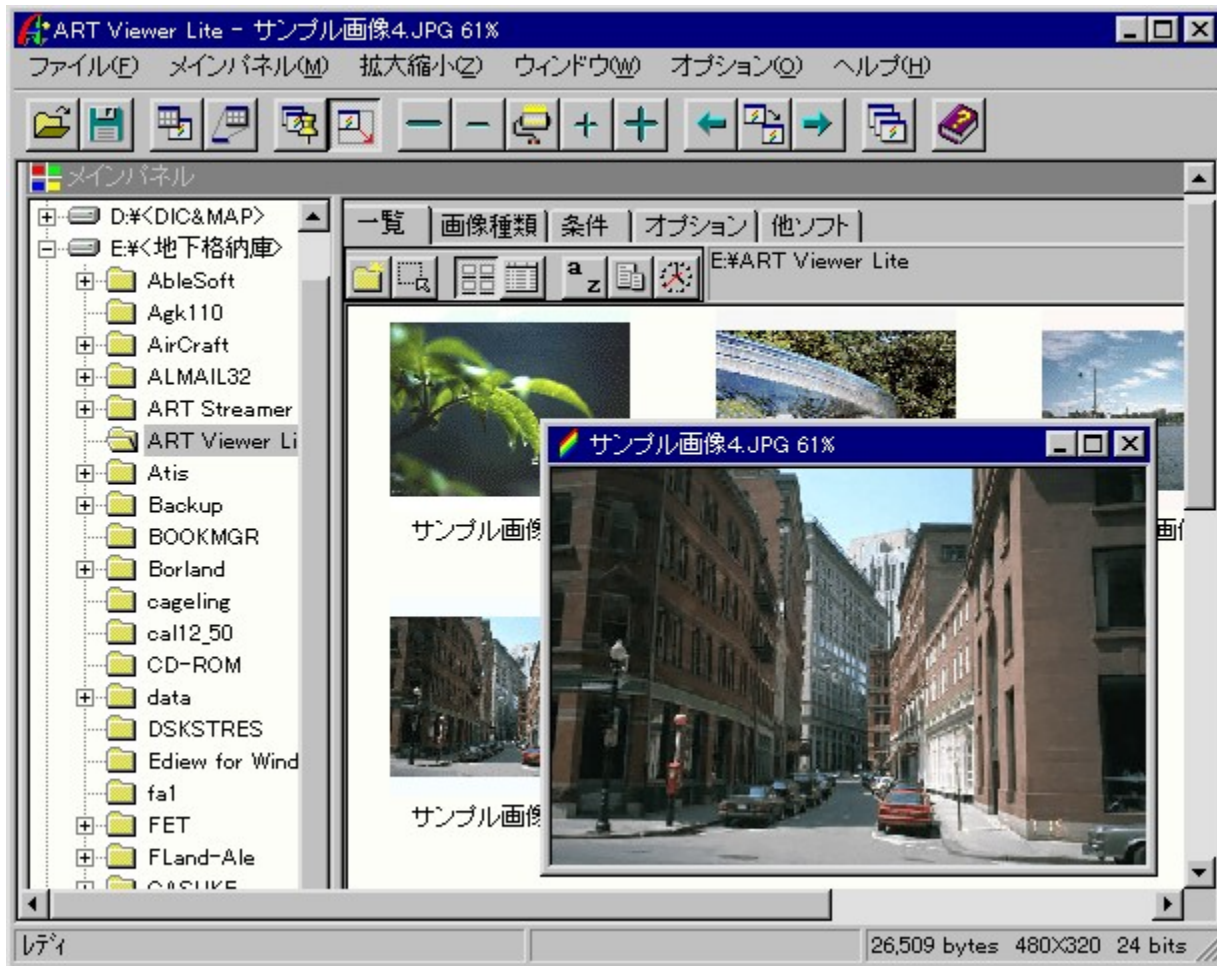 ART Viewer Lite - サンプル画像4.JPG 61%
ファイル(F) メインパネル(M) 拡大縮小(Z) ウィンドウ(W) オプション(O) ヘルプ(H)
メインパネル
D:¥<DIC&MAP>
E:¥<地下格納庫>
AbleSoft
Agk110
AirCraft
ALMAIL32
ART Streamer
ART Viewer Li
Atis
Backup
BOOKMGR
Borland
cageling
cal12_50
CD-ROM
data
DSKSTRES
Ediew for Wind
fa1
FET
FLand-Ale
一覧 画像種類 条件 オプション 他ソフト
a z
E:¥ART Viewer Lite
サンプル画像
サンプル画像4.JPG 61%
サンプル画像
レディ
26,509 bytes 480X320 24 bits